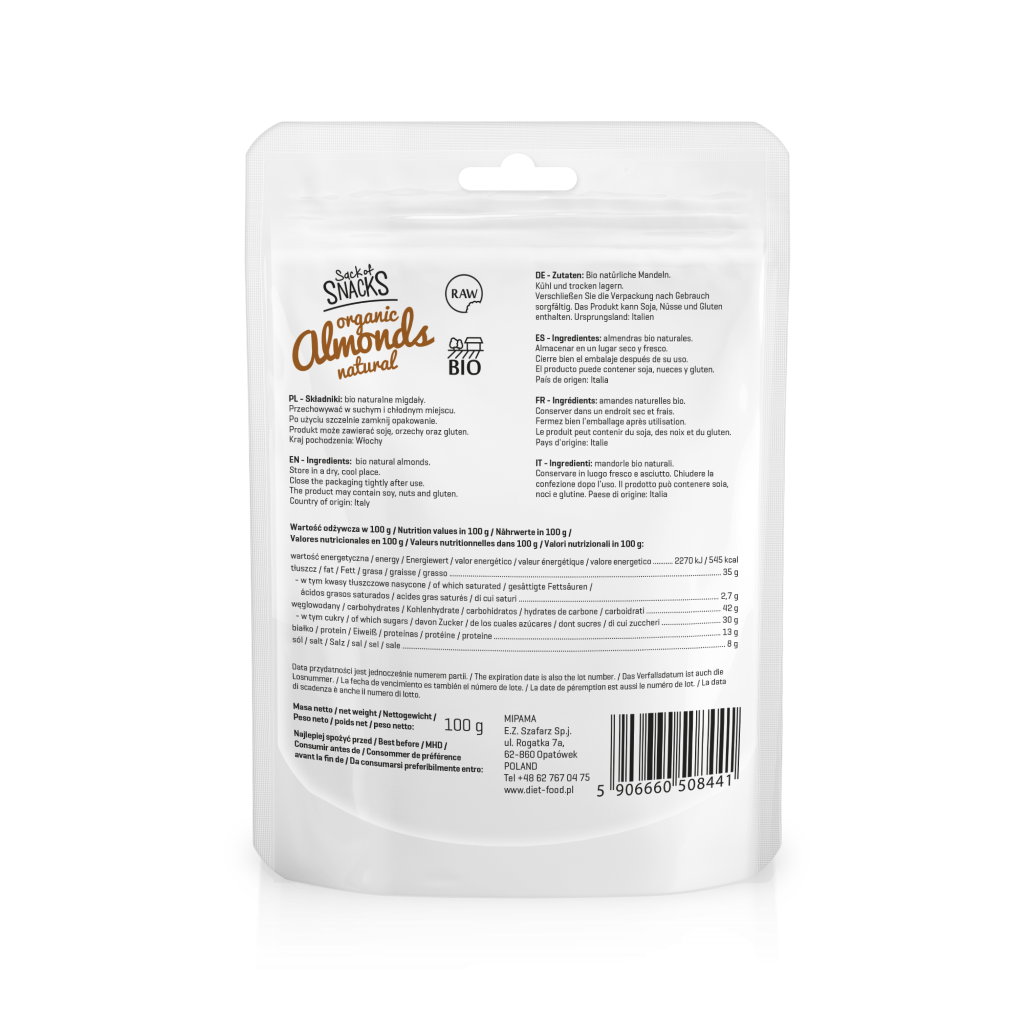 Sack of
SNACKS
organic
Almonds
natural
RAW
BIO
PL - Składniki: bio naturalne migdały.
Przechowywać w suchym i chłodnym miejscu.
Po użyciu szczelnie zamknij opakowanie.
Produkt może zawierać soję, orzechy oraz gluten.
Kraj pochodzenia: Włochy
EN - Ingredients: bio natural almonds.
Store in a dry, cool place.
Close the packaging tightly after use.
The product may contain soy, nuts and gluten.
Country of origin: Italy
DE - Zutaten: Bio natürliche Mandeln.
Kühl und trocken lagern.
Verschließen Sie die Verpackung nach Gebrauch
sorgfältig. Das Produkt kann Soja, Nüsse und Gluten
enthalten. Ursprungsland: Italien
ES - Ingredientes: almendras bio naturales.
Almacenar en un lugar seco y fresco.
Cierre bien el embalaje después de su uso.
El producto puede contener soja, nueces y gluten.
País de origen: Italia
FR - Ingrédients: amandes naturelles bio.
Conserver dans un endroit sec et frais.
Fermez bien l'emballage après utilisation.
Le produit peut contenir du soja, des noix et du gluten.
Pays d'origine: Italie
IT - Ingredienti: mandorle bio naturali.
Conservare in luogo fresco e asciutto. Chiudere la
confezione dopo l'uso. Il prodotto può contenere soia,
noci e glutine. Paese di origine: Italia
Wartość odżywcza w 100 g / Nutrition values in 100 g / Nährwerte in 100 g /
Valores nutricionales en 100 g / Valeurs nutritionnelles dans 100 g / Valori nutrizionali in 100 g:
wartość energetyczna / energy / Energiewert / valor energético / valeur énergétique / valore energetico .......... 2270 kJ / 545 kcal
tłuszcz / fat / Fett / grasa / graisse / grasso .......... 35 g
- w tym kwasy tłuszczowe nasycone / of which saturated / gesättigte Fettsäuren /
ácidos grasos saturados / acides gras saturés / di cui saturi .......... 2,7 g
węglowodany / carbohydrates / Kohlenhydrate / carbohidratos / hydrates de carbone / carboidrati .......... 42 g
- w tym cukry / of which sugars / davon Zucker / de los cuales azúcares / dont sucres / di cui zuccheri .......... 30 g
białko / protein / Eiweiß / proteínas / protéine / proteine .......... 13 g
sól / salt / Salz / sal / sel / sale .......... 8 g
Data przydatności jest jednocześnie numerem partii. / The expiration date is also the lot number. / Das Verfallsdatum ist auch die
Losnummer. / La fecha de vencimiento es también el número de lote. / La date de péremption est aussi le numéro de lot. / La data
di scadenza è anche il numero di lotto.
Masa netto / net weight / Nettogewicht /
Peso neto / poids net / peso netto: 100 g
Najlepiej spożyć przed / Best before / MHD /
Consumir antes de / Consommer de préférence
avant la fin de / Da consumarsi preferibilmente entro:
MIPAMA
E.Z. Szafarz Sp.j.
ul. Rogatka 7a,
62-860 Opatówek
POLAND
Tel +48 62 767 04 75
www.diet-food.pl
5 906660 508441